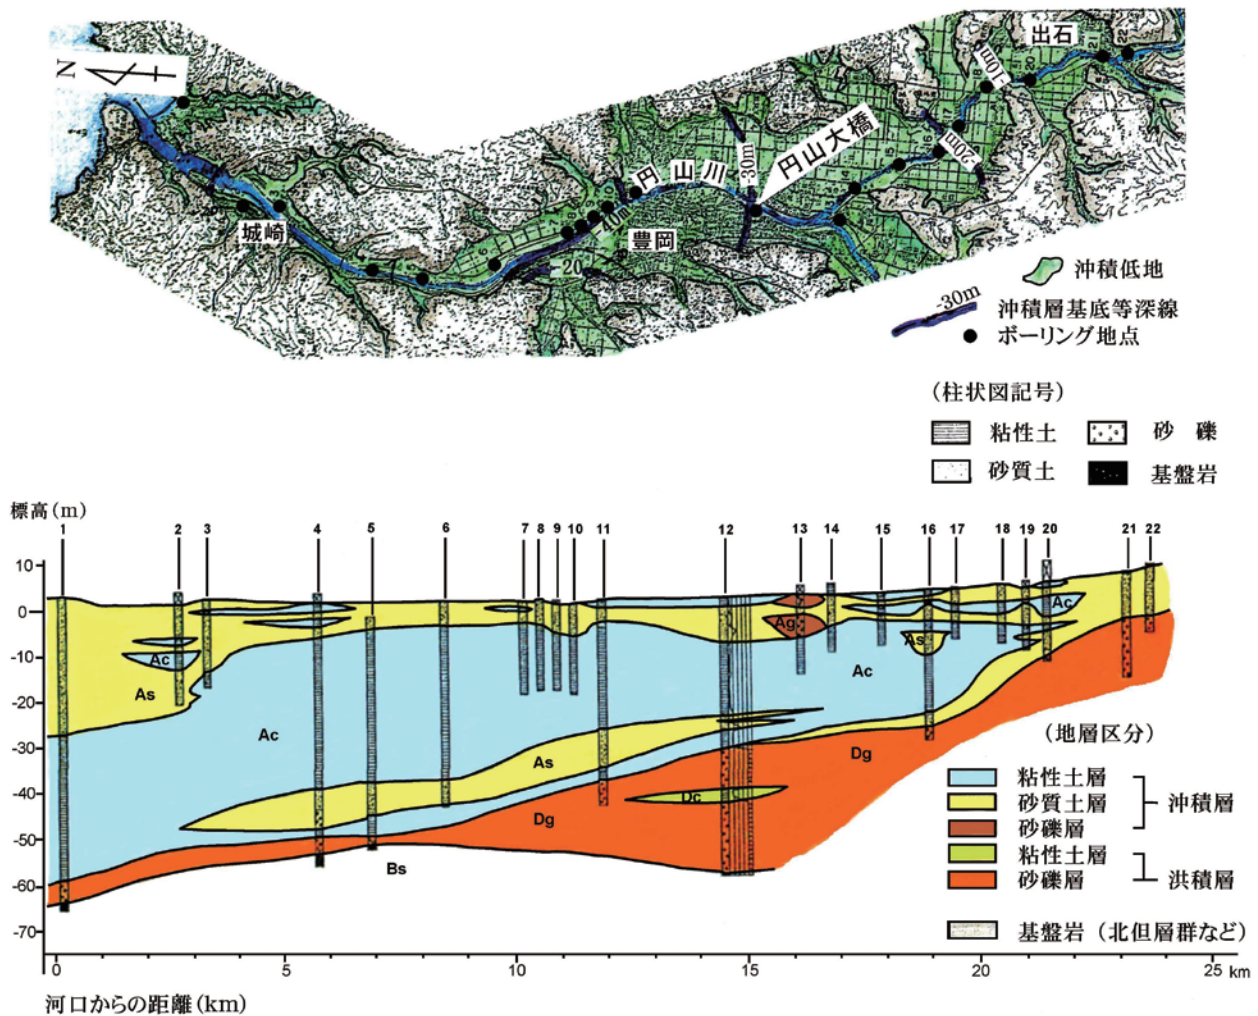 N
城崎
円山川
豊岡
円山大橋
出石
10m
20m
30m
40m
20
沖積低地
-30m
沖積層基底等深線
ボーリング地点
(柱状図記号)
粘性土
砂 礫
砂質土
基盤岩
標高(m)
1 2 3 4 5 6 7 8 9 10 11 12 13 14 15 16 17 18 19 20 21 22
10
0
-10
-20
-30
-40
-50
-60
-70
Ac
As
Ac
As
Dg
Bs
Dc
Ag
Ac
As
Ac
Dg
(地層区分)
粘性土層
砂質土層
沖積層
砂礫層
粘性土層
砂礫層
洪積層
基盤岩(北但層群など)
0 5 10 15 20 25 km
河口からの距離(km)